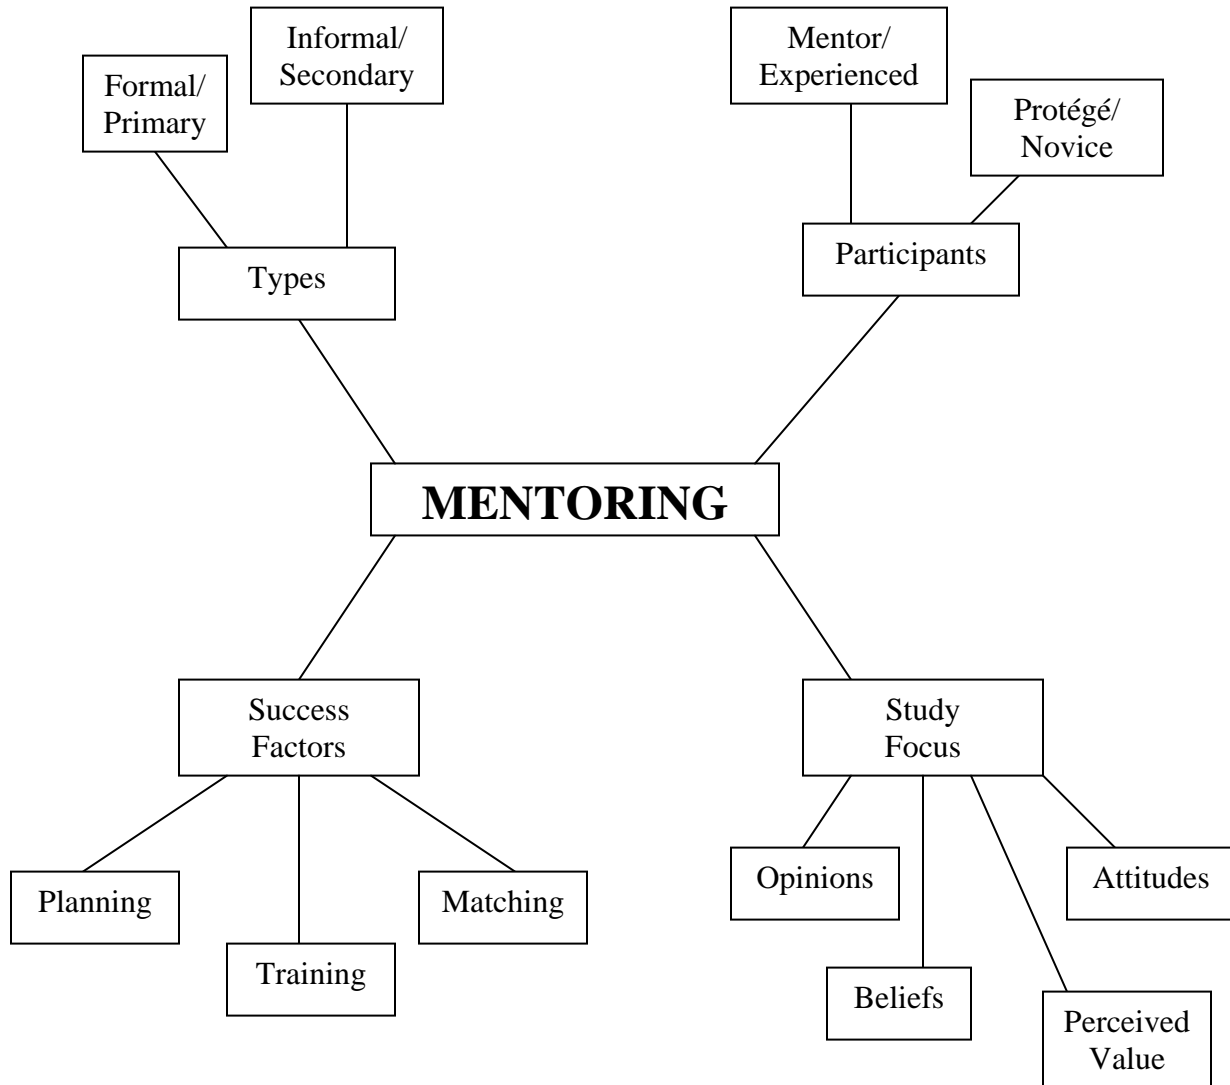 Informal/
Secondary
Formal/
Primary
Mentor/
Experienced
Protégé/
Novice
Types
Participants
MENTORING
Success
Factors
Study
Focus
Planning
Training
Matching
Opinions
Beliefs
Perceived
Value
Attitudes